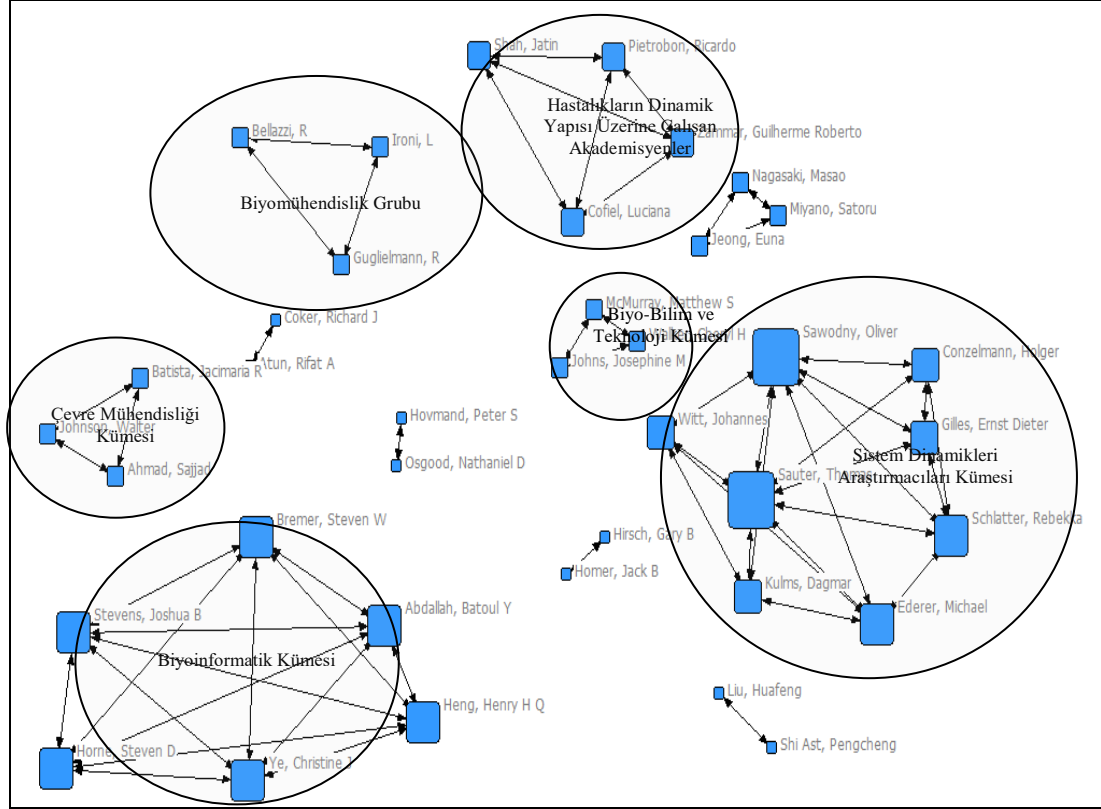 Shah, Jatin
Pietrobon, Ricardo
Hastalıkların Dinamik
Yapısı Üzerine Çalışan
Akademisyenler
Zammar, Guilherme Roberto
Cofiel, Luciana
Bellazzi, R
Ironi, L
Biyomühendislik Grubu
Guglielmann, R
Nagasaki, Masao
Miyano, Satoru
Jeong, Euna
Coker, Richard J
Atun, Rifat A
McMurray, Matthew S
Biyo-Bilim ve
Teknoloji Kümesi
Johns, Josephine M
Batista, Jacimaria R
Çevre Mühendisliği
Kümesi
Johnson, Walter
Ahmad, Sajjad
Hovmand, Peter S
Osgood, Nathaniel D
Sawodny, Oliver
Conzelmann, Holger
Witt, Johannes
Gilles, Ernst Dieter
Sistem Dinamikleri
Araştırmacıları Kümesi
Sauter, Thomas
Schlatter, Rebekka
Kulms, Dagmar
Ederer, Michael
Bremer, Steven W
Stevens, Joshua B
Abdallah, Batoul Y
Biyoinformatik Kümesi
Heng, Henry H Q
Horne, Steven D
Ye, Christine J
Hirsch, Gary B
Homer, Jack B
Liu, Huafeng
Shi Ast, Pengcheng